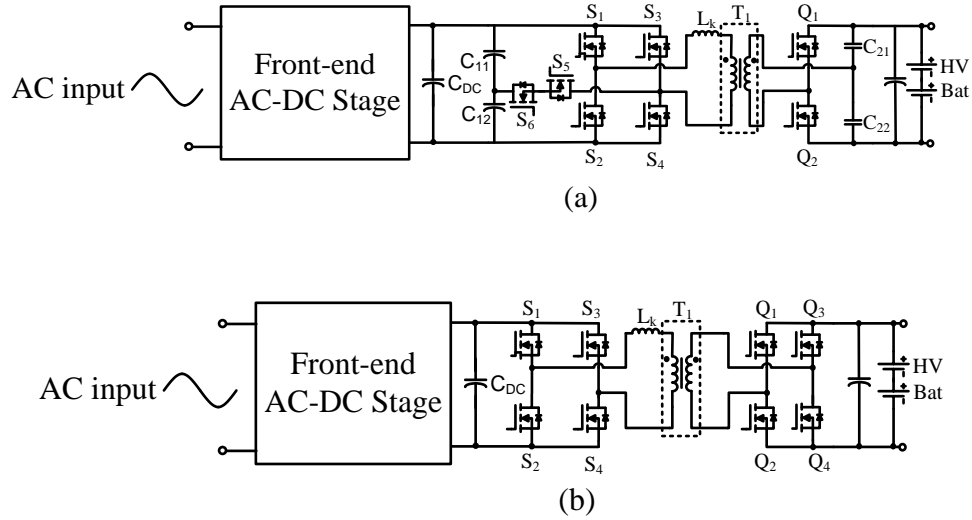 S1
S3
Lk
T1
Q1
C11
S5
C21
Front-end
AC-DC Stage
AC input
CDC
HV
Bat
C12
S6
C22
S2
S4
Q2
(a)
S1
S3
Lk
T1
Q1
Q3
Front-end
AC-DC Stage
AC input
CDC
HV
Bat
S2
S4
Q2
Q4
(b)